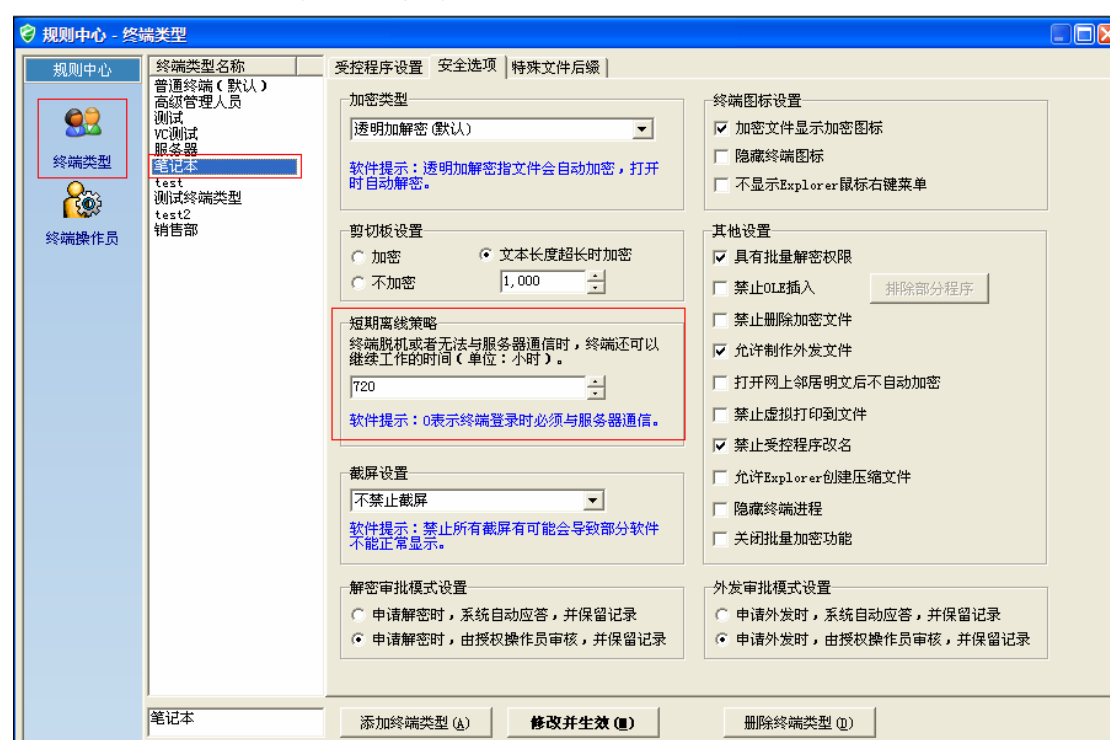 规则中心 - 终端类型
规则中心
终端类型
终端操作员
终端类型名称
普通终端(默认)
高级管理人员
测试
VC测试
服务器
笔记本
test
测试终端类型
test2
销售部
笔记本
受控程序设置 安全选项 特殊文件后缀
加密类型
透明加解密(默认)
软件提示:透明加解密指文件会自动加密,打开
时自动解密。
剪切板设置
加密 文本长度超长时加密
不加密 1,000
短期离线策略
终端脱机或者无法与服务器通信时,终端还可以
继续工作的时间(单位:小时)。
720
软件提示:0表示终端登录时必须与服务器通信。
截屏设置
不禁止截屏
软件提示:禁止所有截屏有可能会导致部分软件
不能正常显示。
解密审批模式设置
申请解密时,系统自动应答,并保留记录
申请解密时,由授权操作员审核,并保留记录
终端图标设置
加密文件显示加密图标
隐藏终端图标
不显示Explorer鼠标右键菜单
其他设置
具有批量解密权限
禁止OLE插入 排除部分程序
禁止删除加密文件
允许制作外发文件
打开网上邻居明文后不自动加密
禁止虚拟打印到文件
禁止受控程序改名
允许Explorer创建压缩文件
隐藏终端进程
关闭批量加密功能
外发审批模式设置
申请外发时,系统自动应答,并保留记录
申请外发时,由授权操作员审核,并保留记录
添加终端类型(A) 修改并生效(M) 删除终端类型(D)